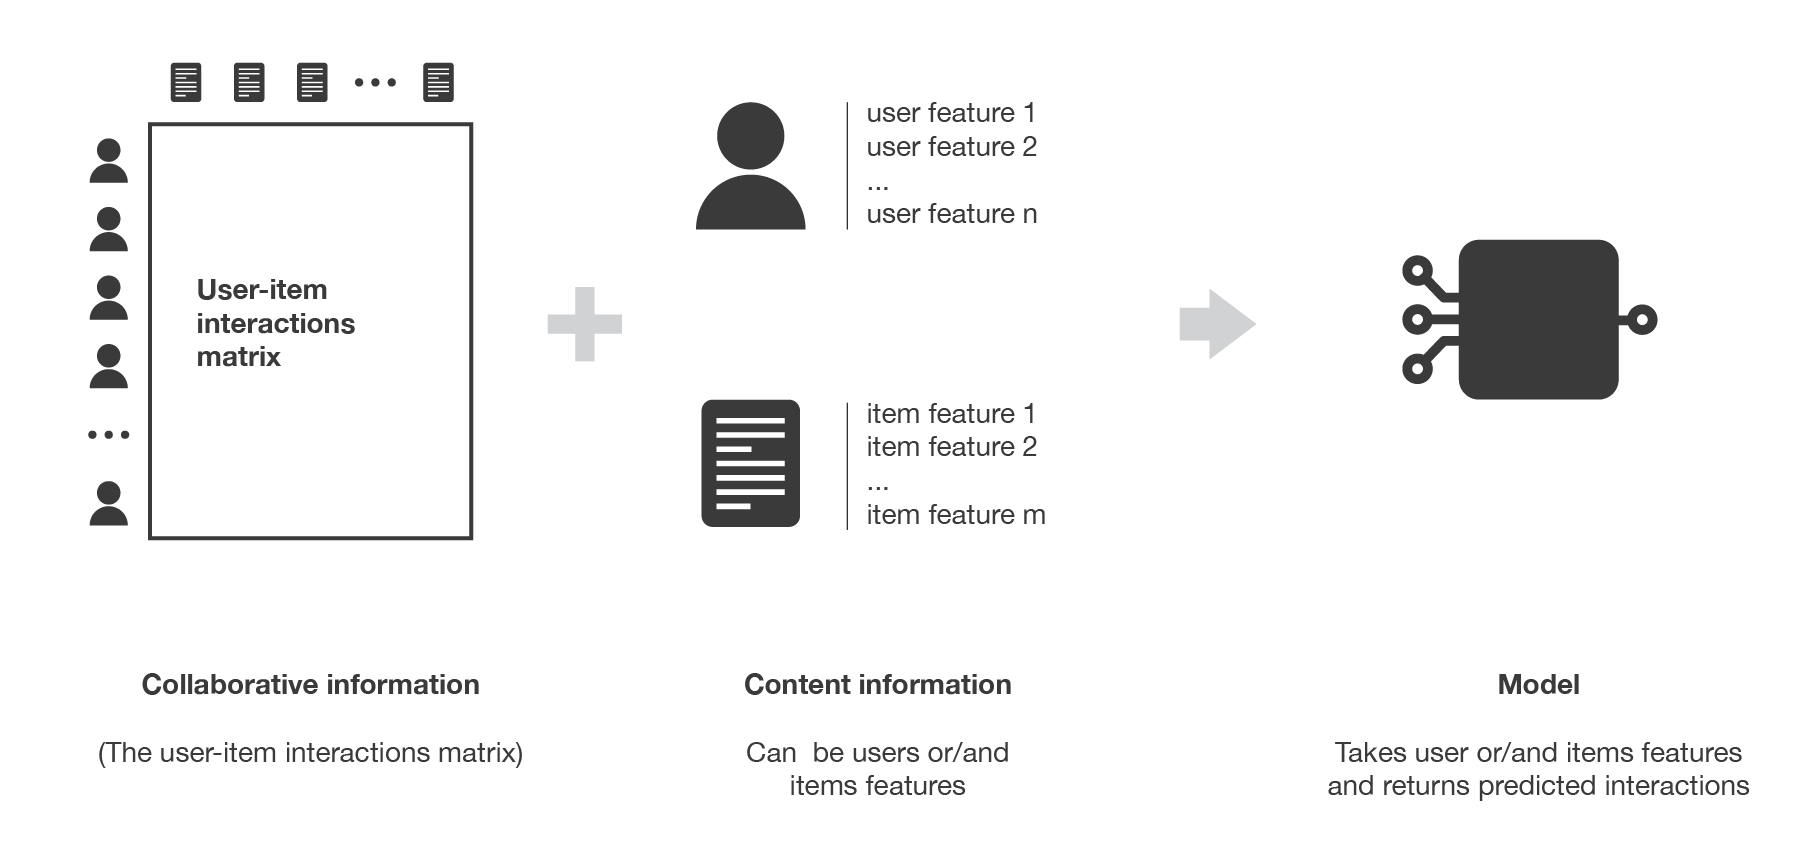 User-item
interactions
matrix
user feature 1
user feature 2
...
user feature n
item feature 1
item feature 2
...
item feature m
Collaborative information
(The user-item interactions matrix)
Content information
Can  be users or/and
items features
Model
Takes user or/and items features
and returns predicted interactions